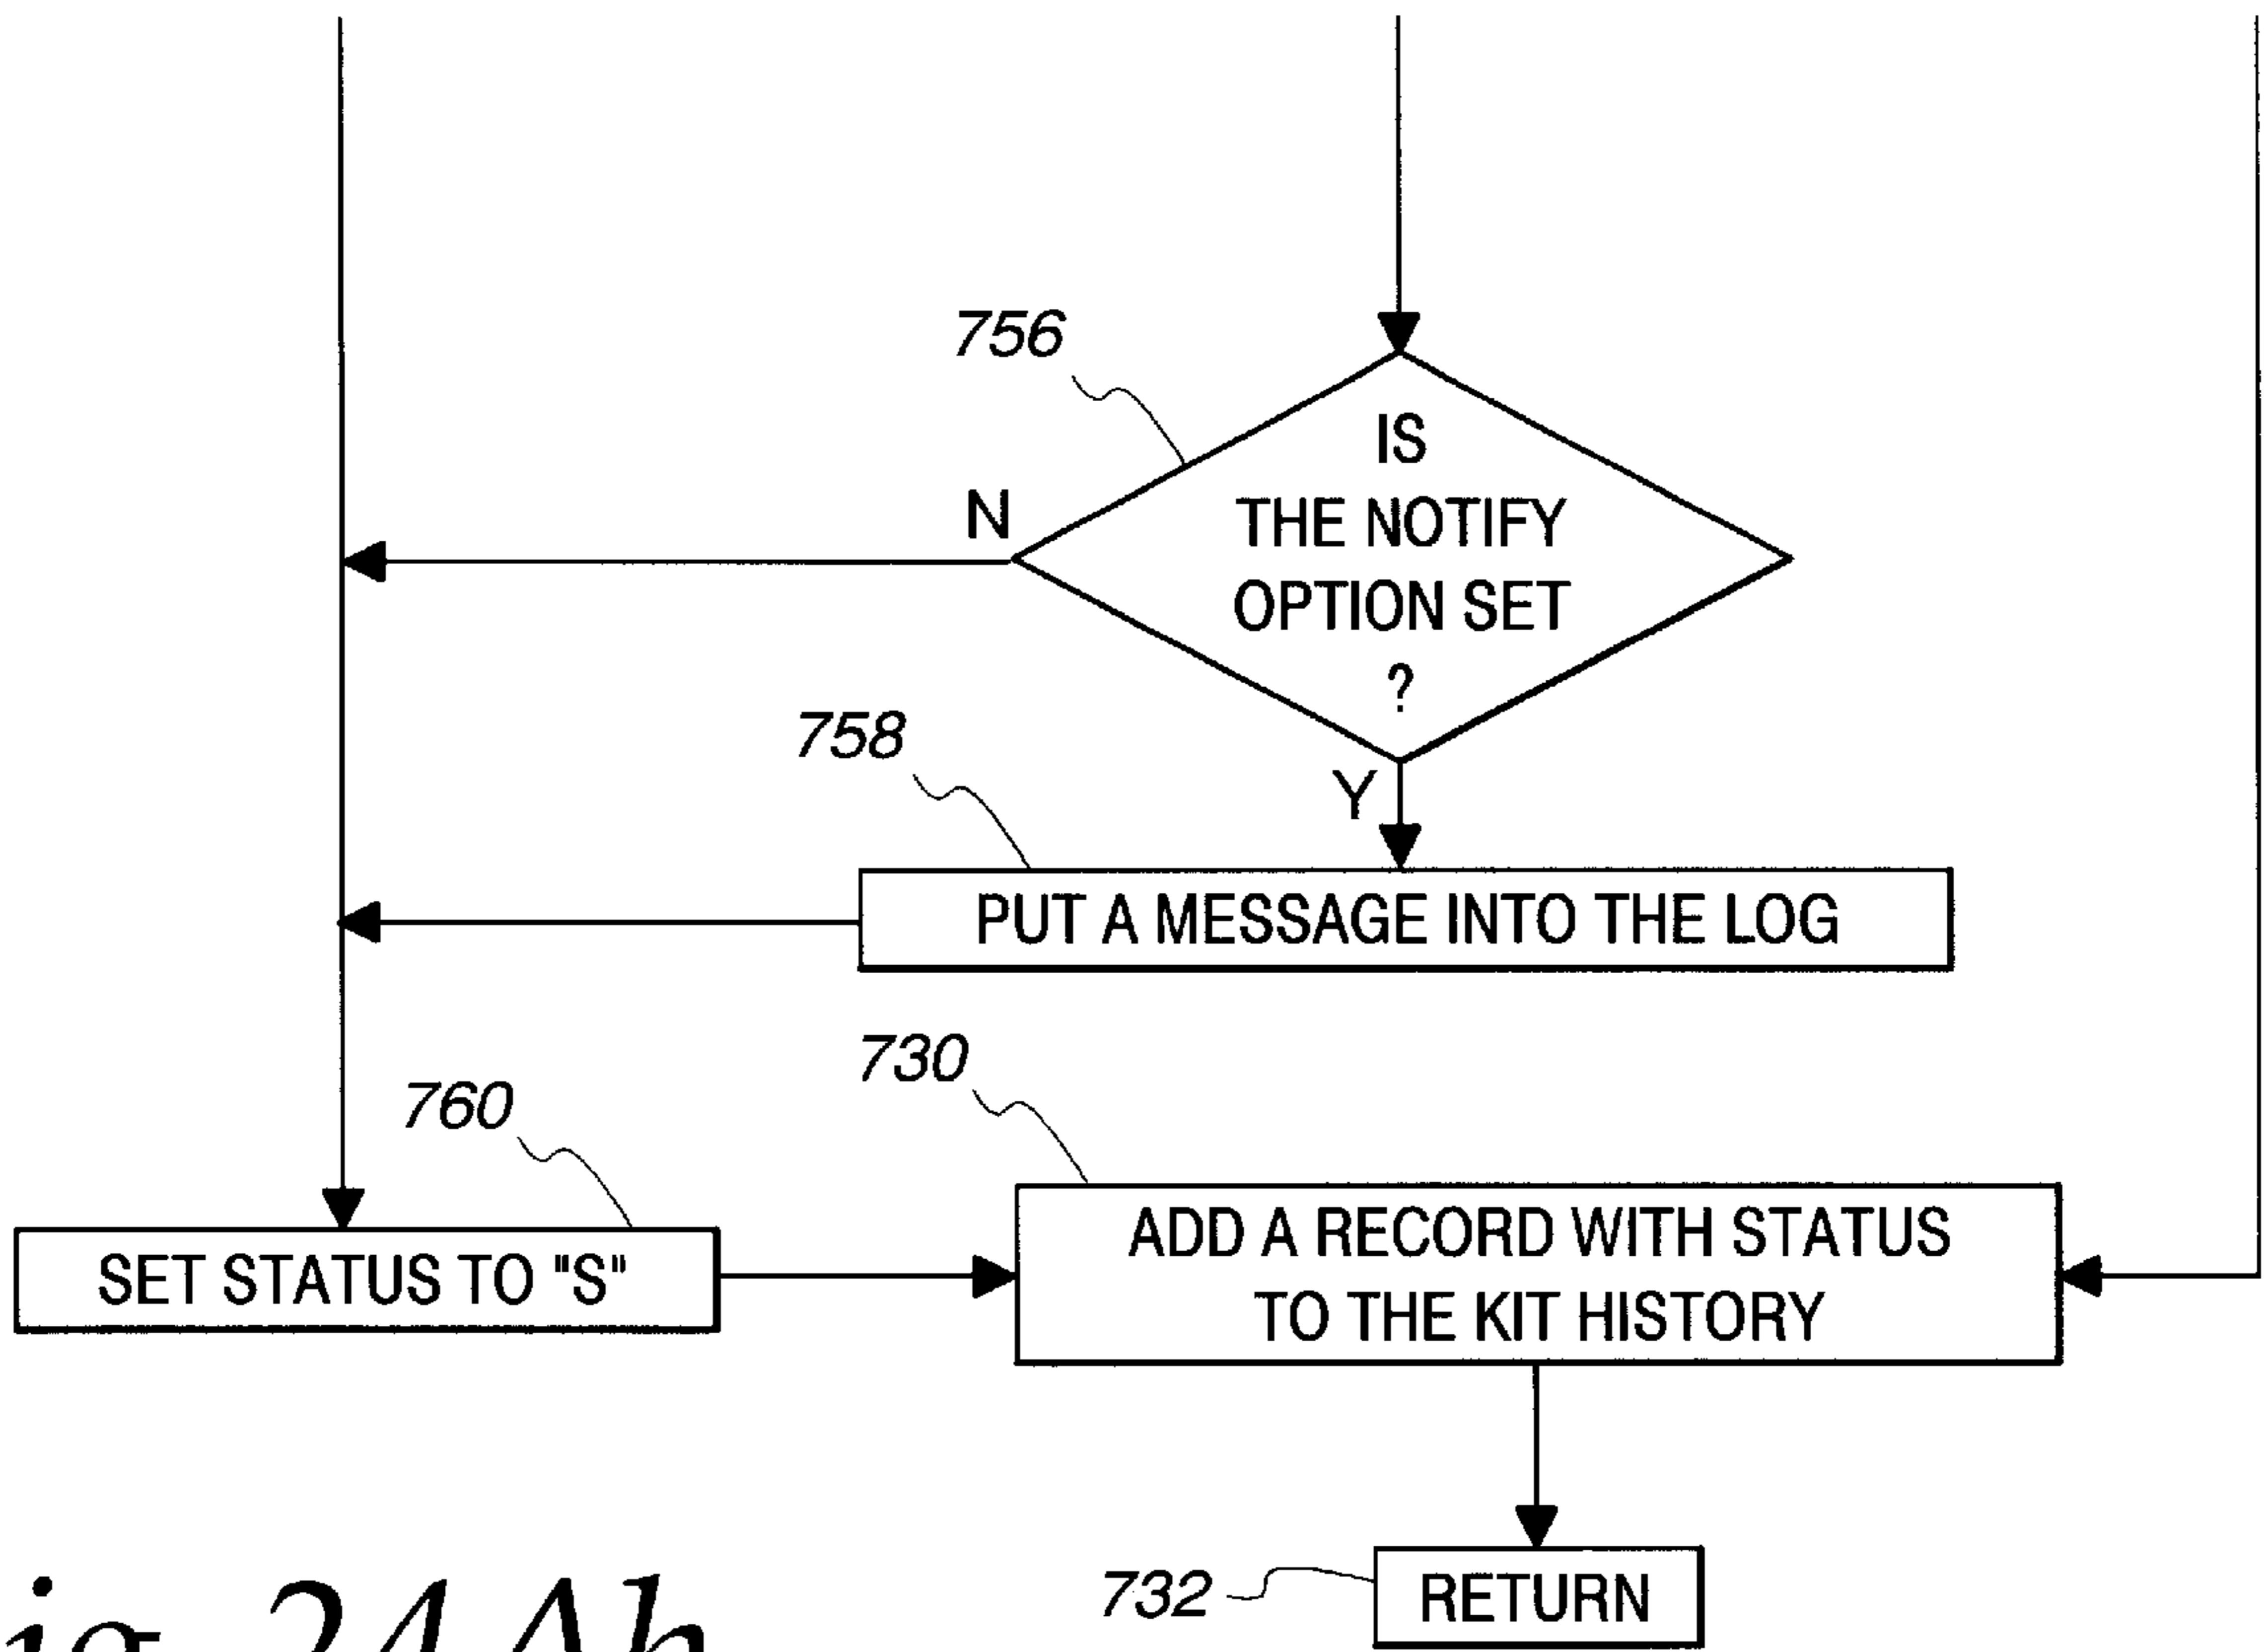 756
IS
THE NOTIFY
OPTION SET
?
N
Y
758
PUT A MESSAGE INTO THE LOG
760
SET STATUS TO "S"
730
ADD A RECORD WITH STATUS
TO THE KIT HISTORY
732
RETURN